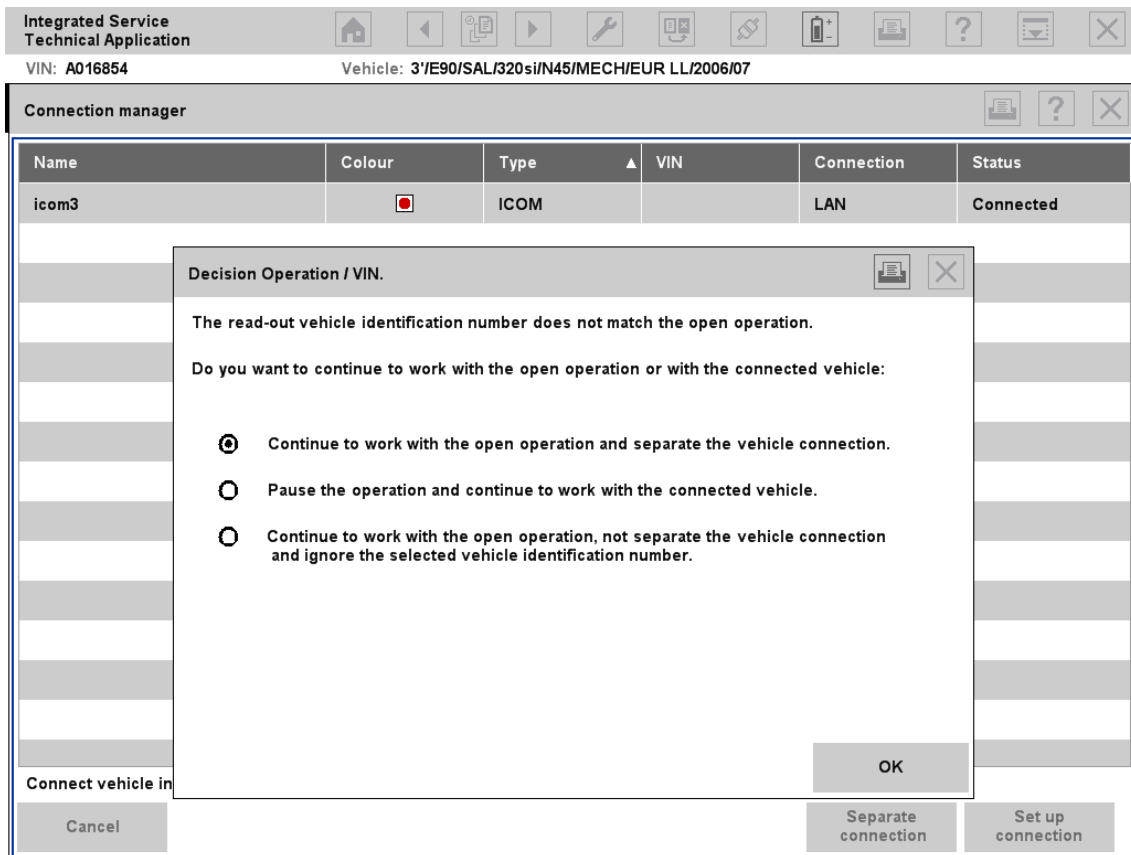 Integrated Service
Technical Application
VIN: A016854
Vehicle: 3'/E90/SAL/320si/N45/MECH/EUR LL/2006/07
Connection manager
Name Colour Type VIN Connection Status
icom3 ICOM LAN Connected
Decision Operation / VIN.
The read-out vehicle identification number does not match the open operation.
Do you want to continue to work with the open operation or with the connected vehicle:
Continue to work with the open operation and separate the vehicle connection.
Pause the operation and continue to work with the connected vehicle.
Continue to work with the open operation, not separate the vehicle connection
and ignore the selected vehicle identification number.
OK
Connect vehicle in
Cancel
Separate
connection
Set up
connection